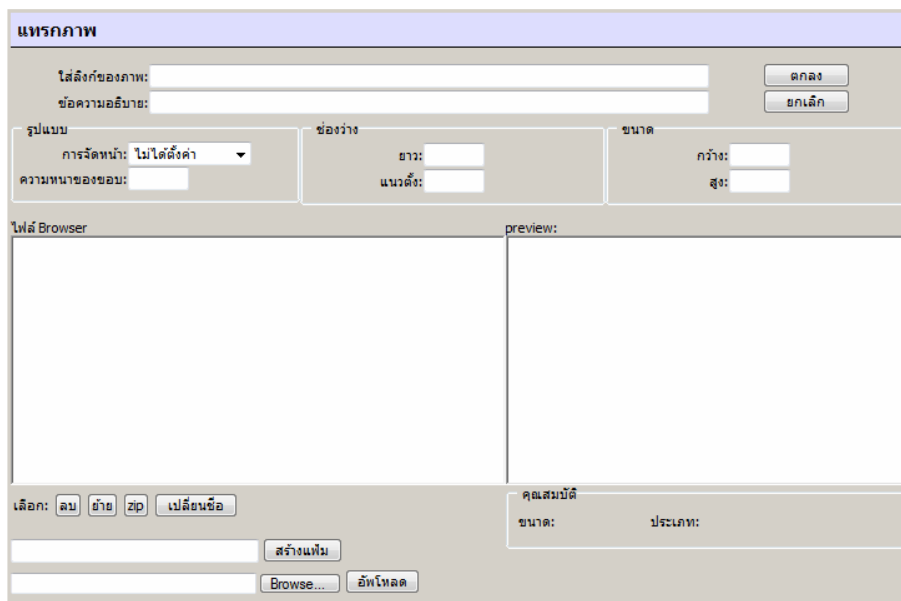 แทรกภาพ
ใส่ลิงก์ของภาพ:
ตกลง
ข้อความอธิบาย:
ยกเลิก
รูปแบบ
ช่องว่าง
ขนาด
การจัดหน้า: ไม่ได้ตั้งค่า
ยาว:
กว้าง:
ความหนาของขอบ:
แนวตั้ง:
สูง:
ไฟล์ Browser
preview:
เลือก: ลบ ย้าย zip เปลี่ยนชื่อ
คุณสมบัติ
ขนาด: ประเภท:
สร้างแฟ้ม
Browse... อัพโหลด